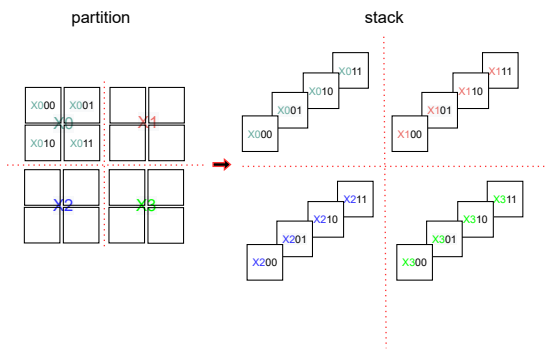 partition
stack
X000 X001
X0
X010 X011
X1
X2
X3
X011
X010
X001
X000
X111
X110
X101
X100
X211
X210
X201
X200
X311
X310
X301
X300